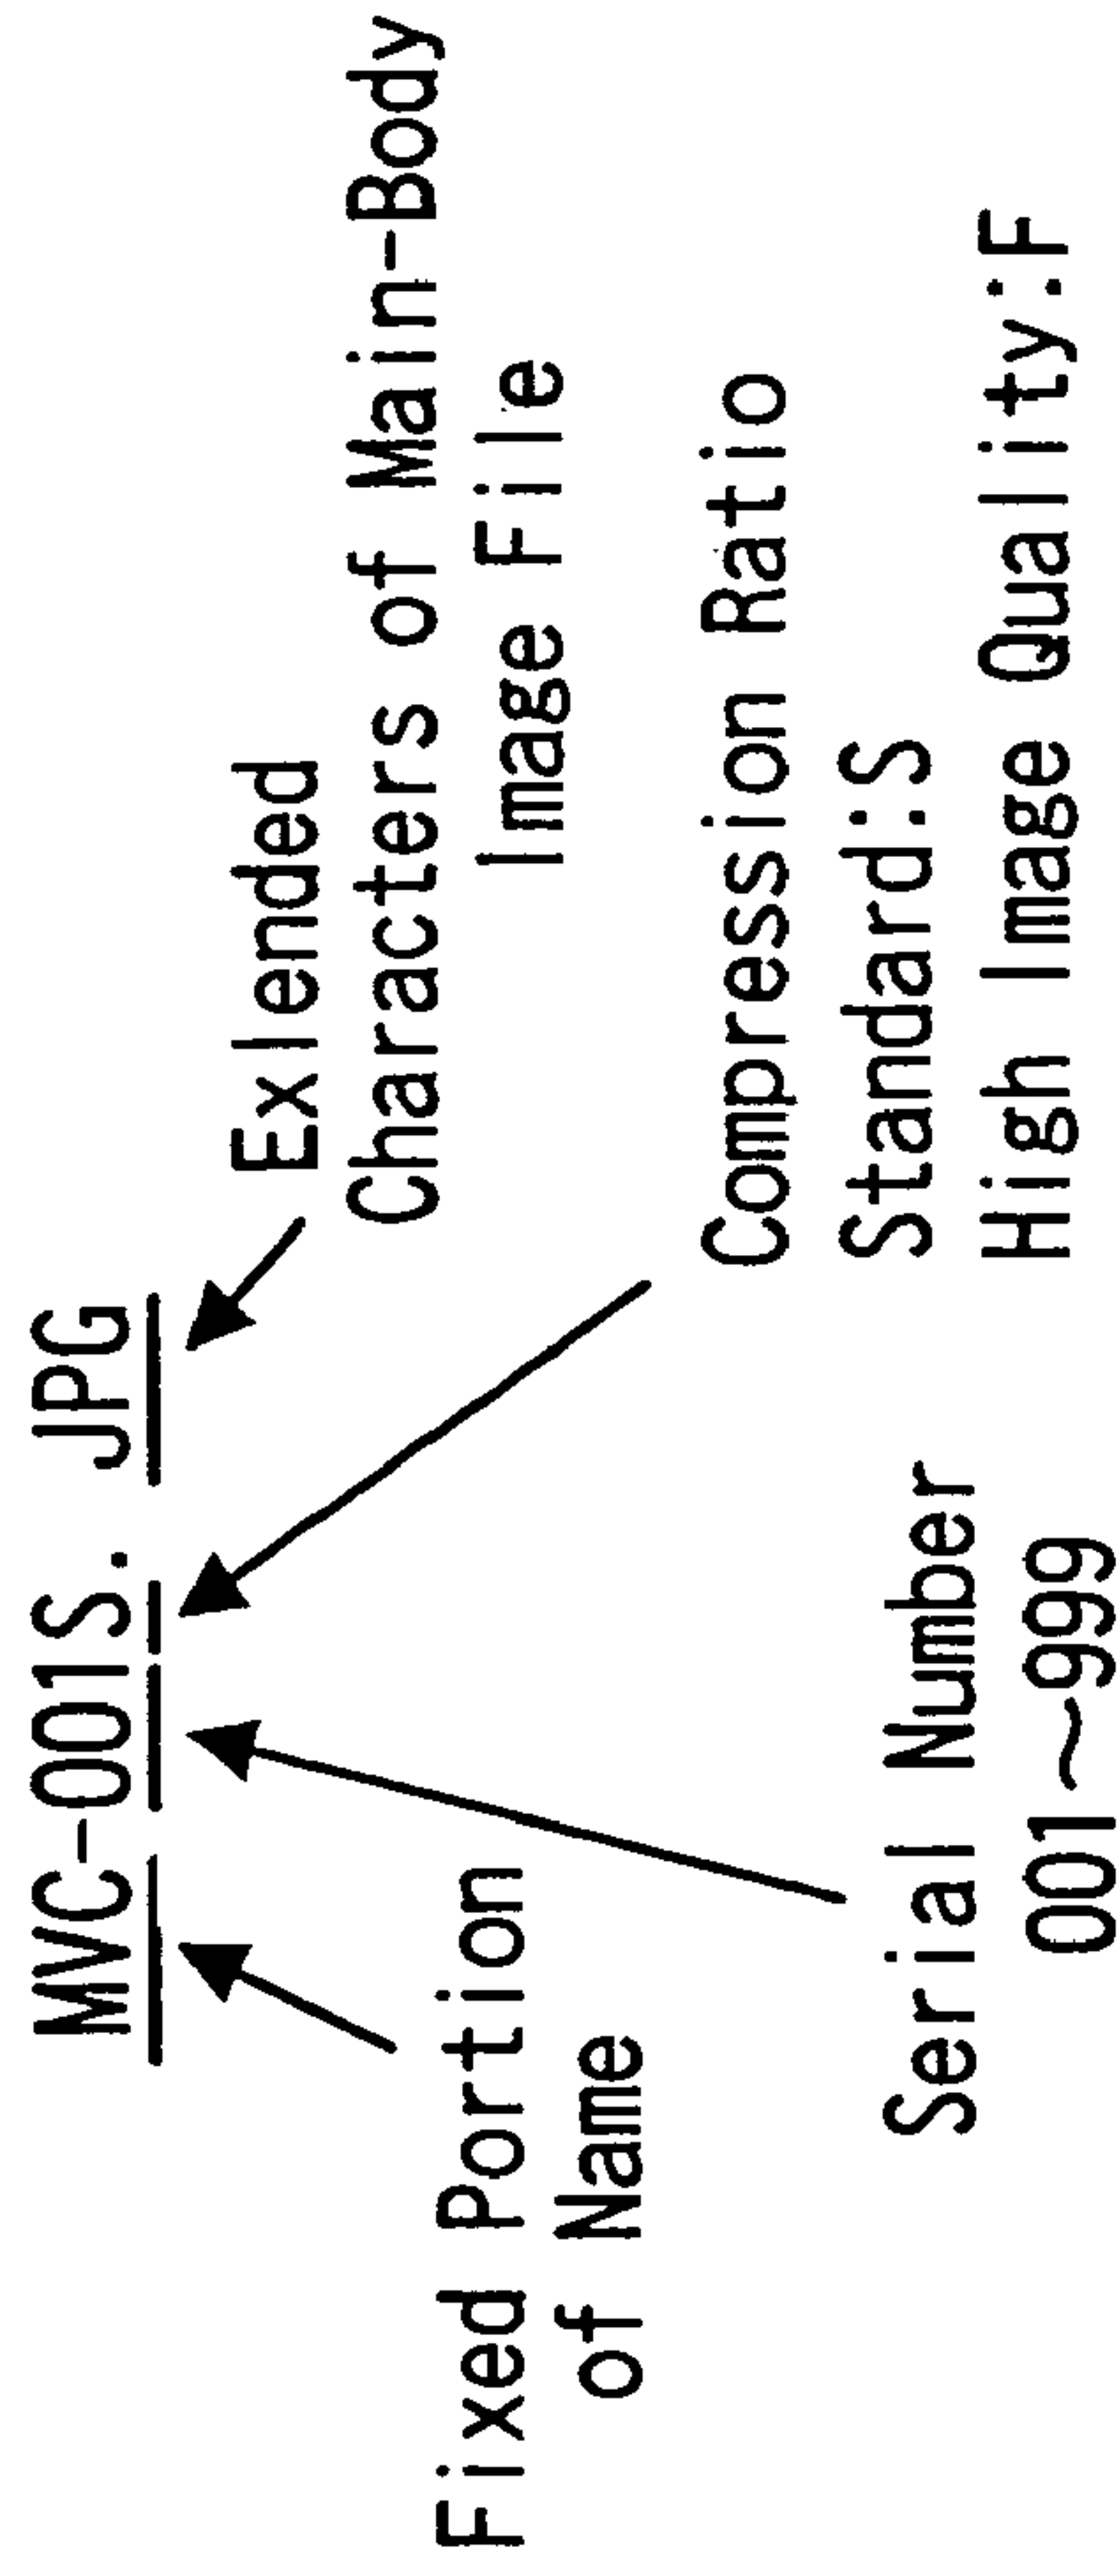 MVC-001S. JPG
Exlended
Characters of Main-Body
Image File
Fixed Portion
of Name
Compression Ratio
Standard:S
High Image Quality:F
Serial Number
001~999